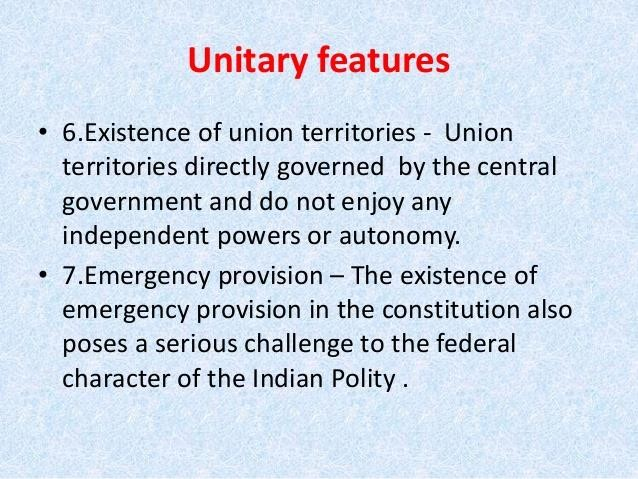 Unitary features
• 6.Existence of union territories - Union
territories directly governed by the central
government and do not enjoy any
independent powers or autonomy.
• 7.Emergency provision – The existence of
emergency provision in the constitution also
poses a serious challenge to the federal
character of the Indian Polity .